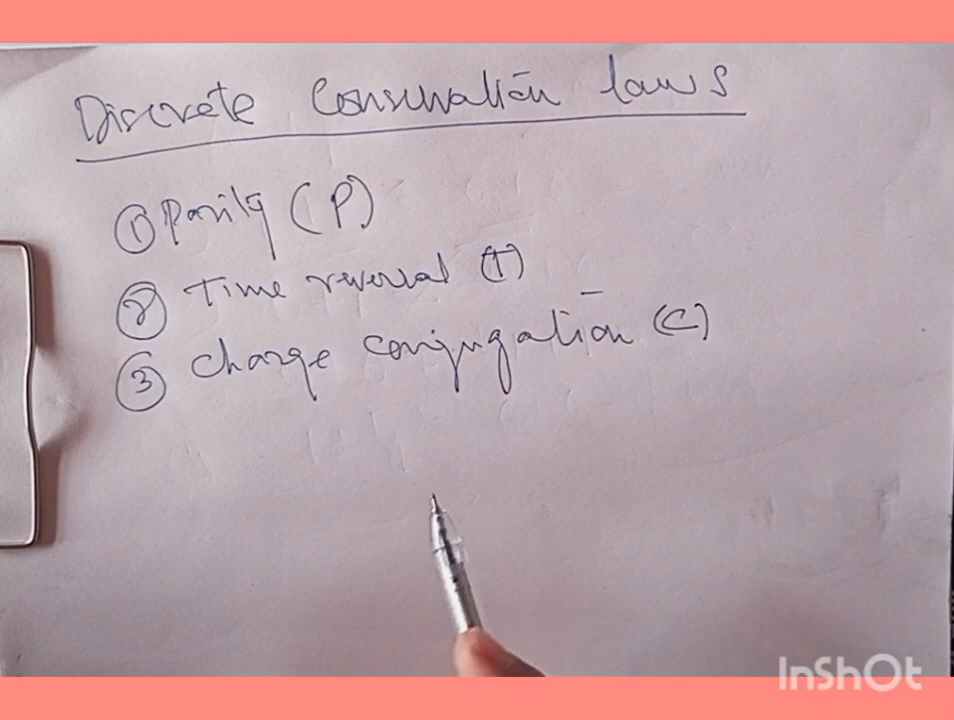 Discrete Conservation laws
① Parity (P)
② Time reversal (T)
③ charge conjugation (C)
InShOt